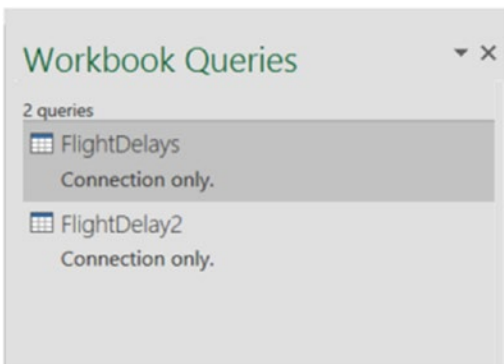 Workbook Queries
2 queries
FlightDelays
Connection only.
FlightDelay2
Connection only.